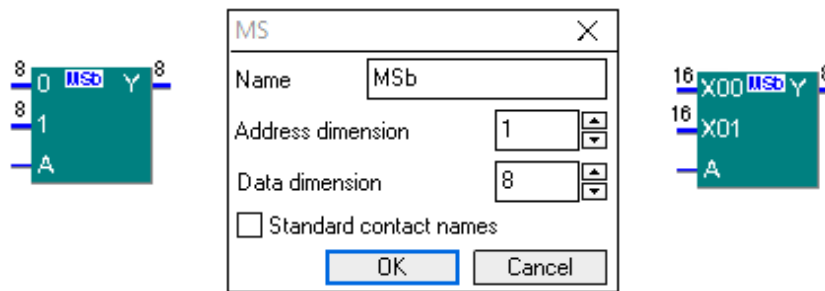 8 0 MSb Y 8
8 1
A
MS
Name MSb
Address dimension 1
Data dimension 8
Standard contact names
OK Cancel
16 X00 MSb Y 8
16 X01
A